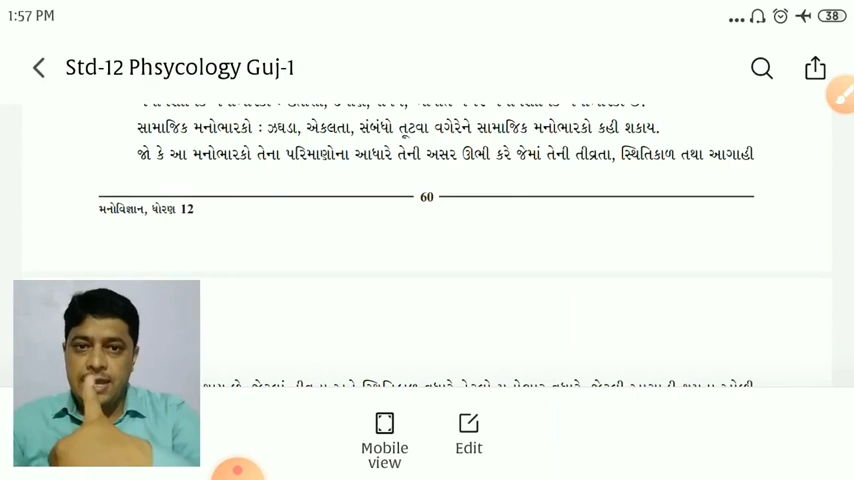 1:57 PM
38
Std-12 Phsycology Guj-1
સામાજિક મનોભારકો : ઝઘડા, એકલતા, સંબંધો તૂટવા વગેરેને સામાજિક મનોભારકો કહી શકાય.
જો કે આ મનોભારકો તેના પરિમાણોના આધારે તેની અસર ઊભી કરે જેમાં તેની તીવ્રતા, સ્થિતિકાળ તથા આગાહી
60
મનોવિજ્ઞાન, ધોરણ 12
Mobile
view
Edit